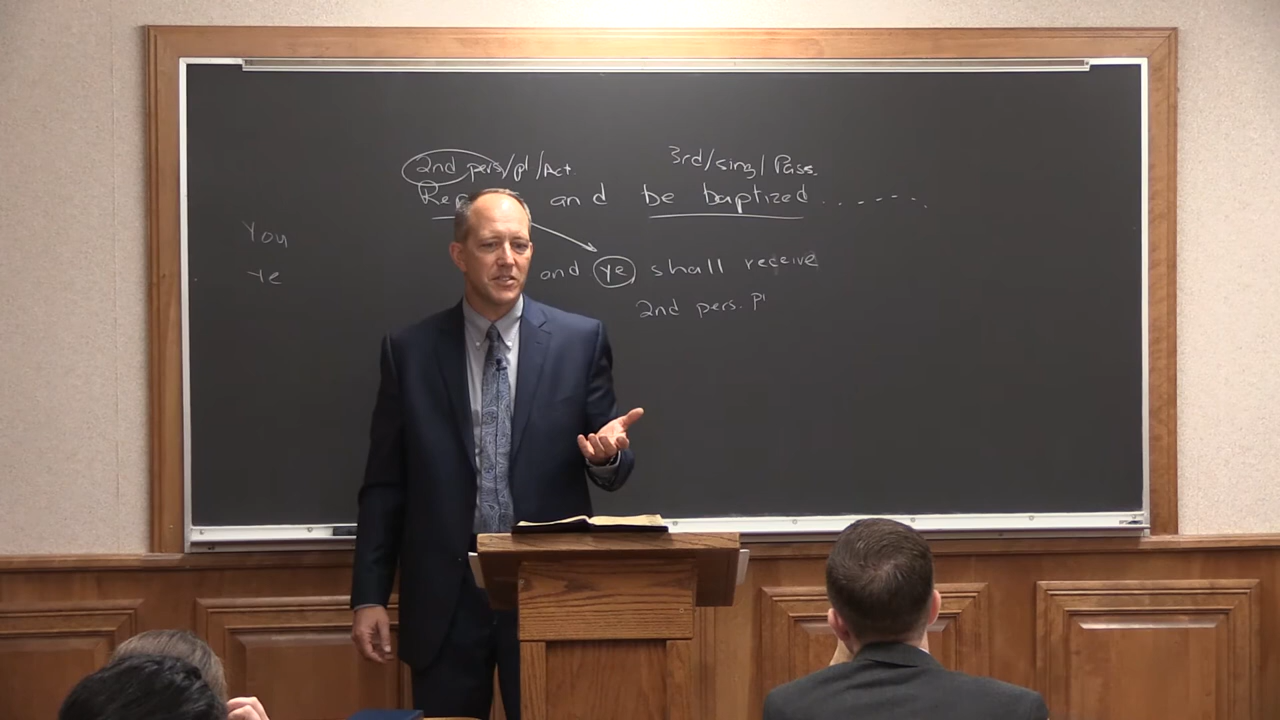 2nd pers/pl/Act. 3rd/sing/Pass.
and be baptized........
You
and ye shall receive
ye
2nd pers. pl